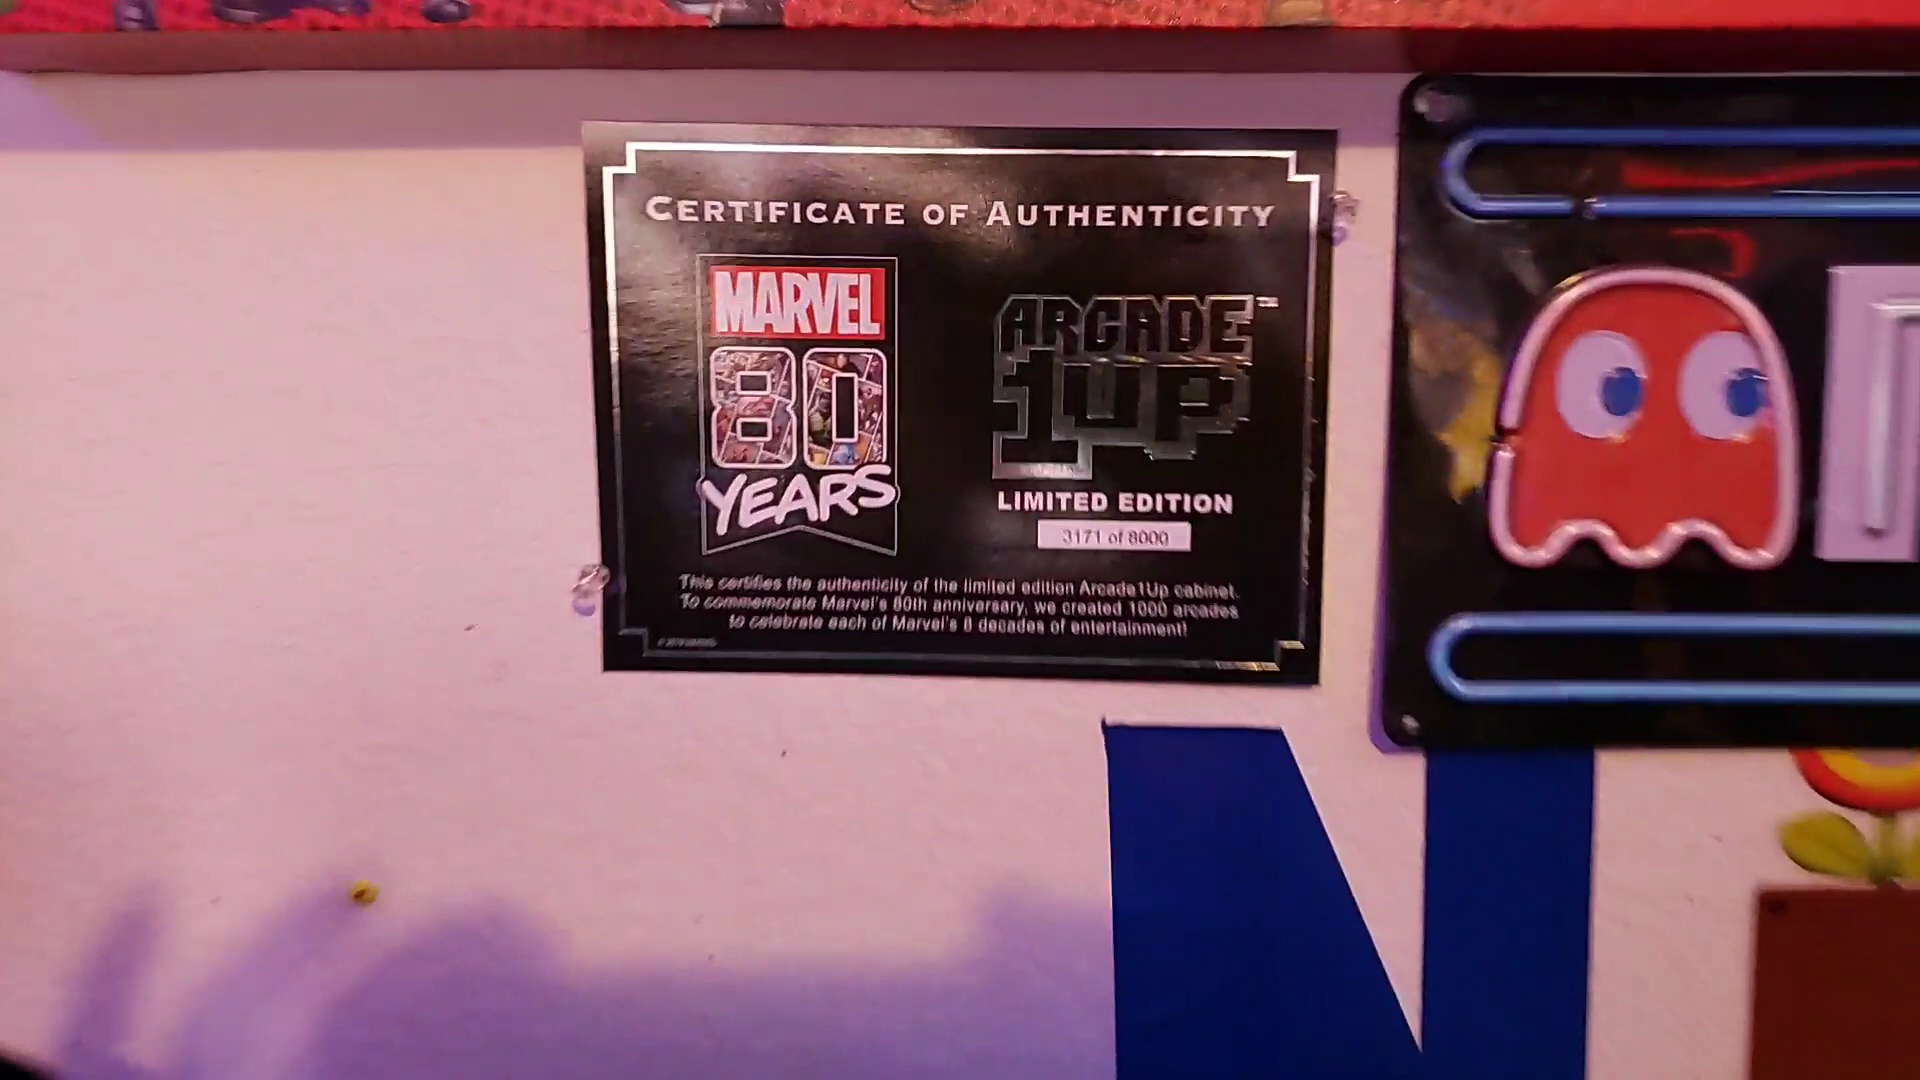 CERTIFICATE OF AUTHENTICITY
MARVEL
80
YEARS
ARCADE™
1UP
LIMITED EDITION
3171 of 8000
This certifies the authenticity of the limited edition Arcade1Up cabinet.
To commemorate Marvel's 80th anniversary, we created 1000 arcades
to celebrate each of Marvel's 8 decades of entertainment!
N